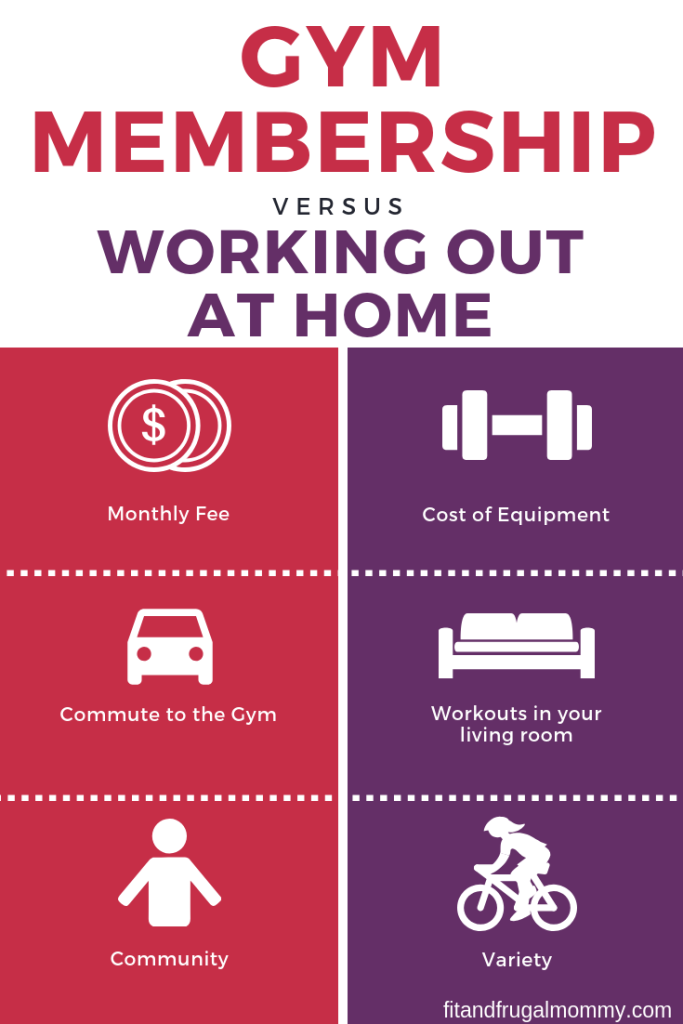 GYM
MEMBERSHIP
VERSUS
WORKING OUT
AT HOME
$
Monthly Fee
Cost of Equipment
Commute to the Gym
Workouts in your
living room
Community
Variety
fitandfrugalmommy.com